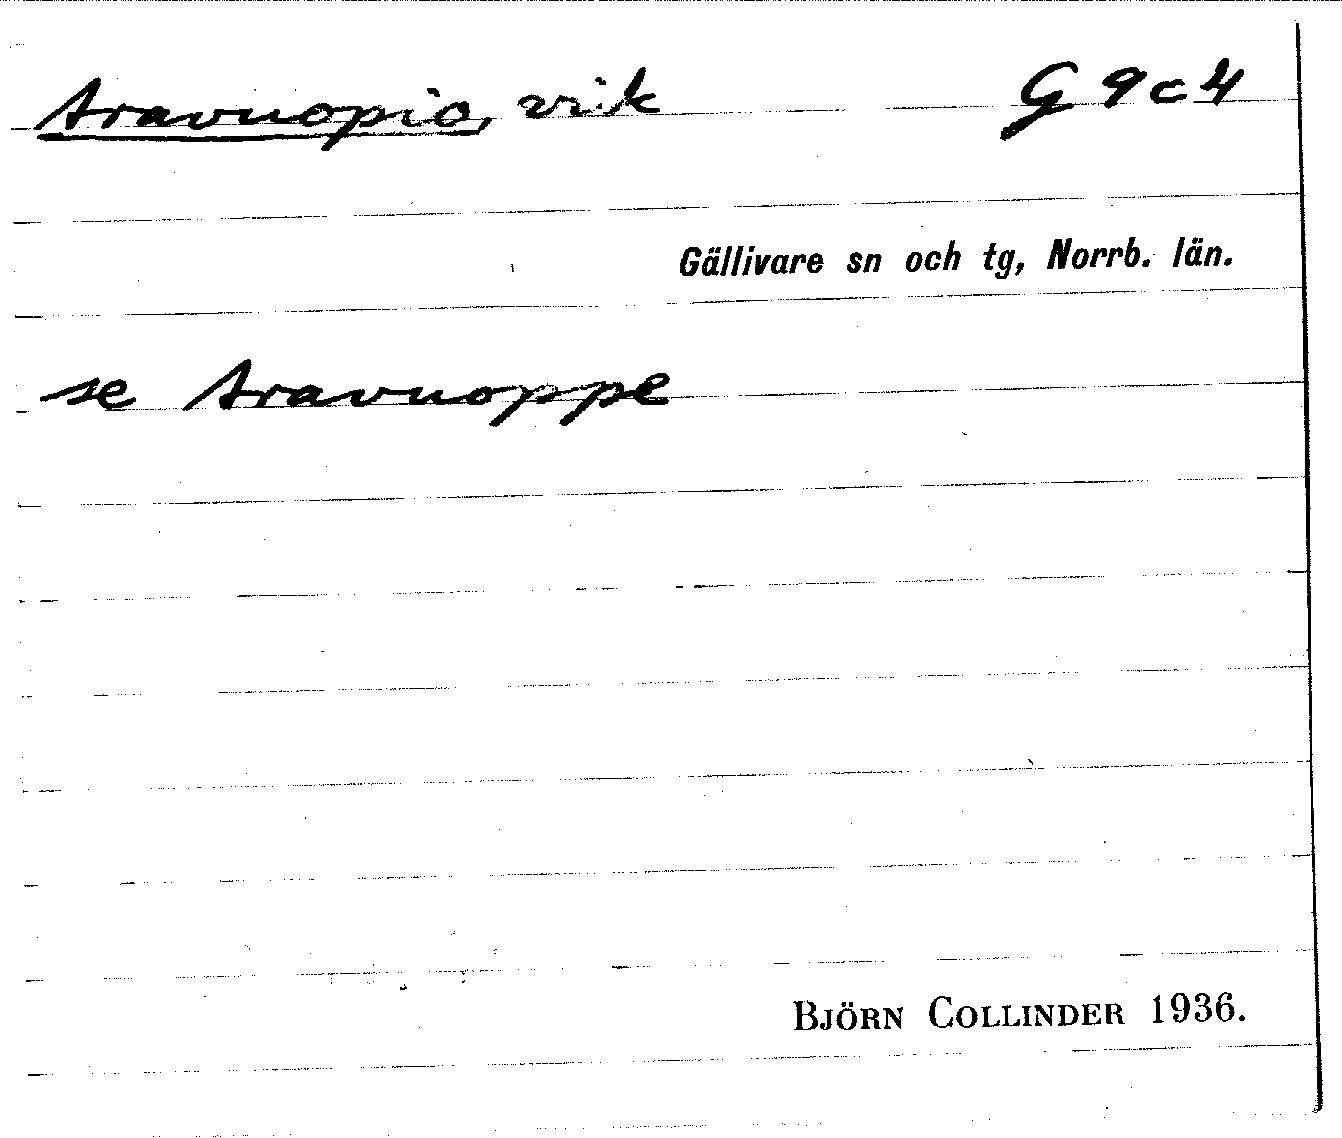 Aravuopio, vik G 9c4
Gällivare sn och tg, Norrb. län.
se Aravuoppe
BJÖRN COLLINDER 1936.